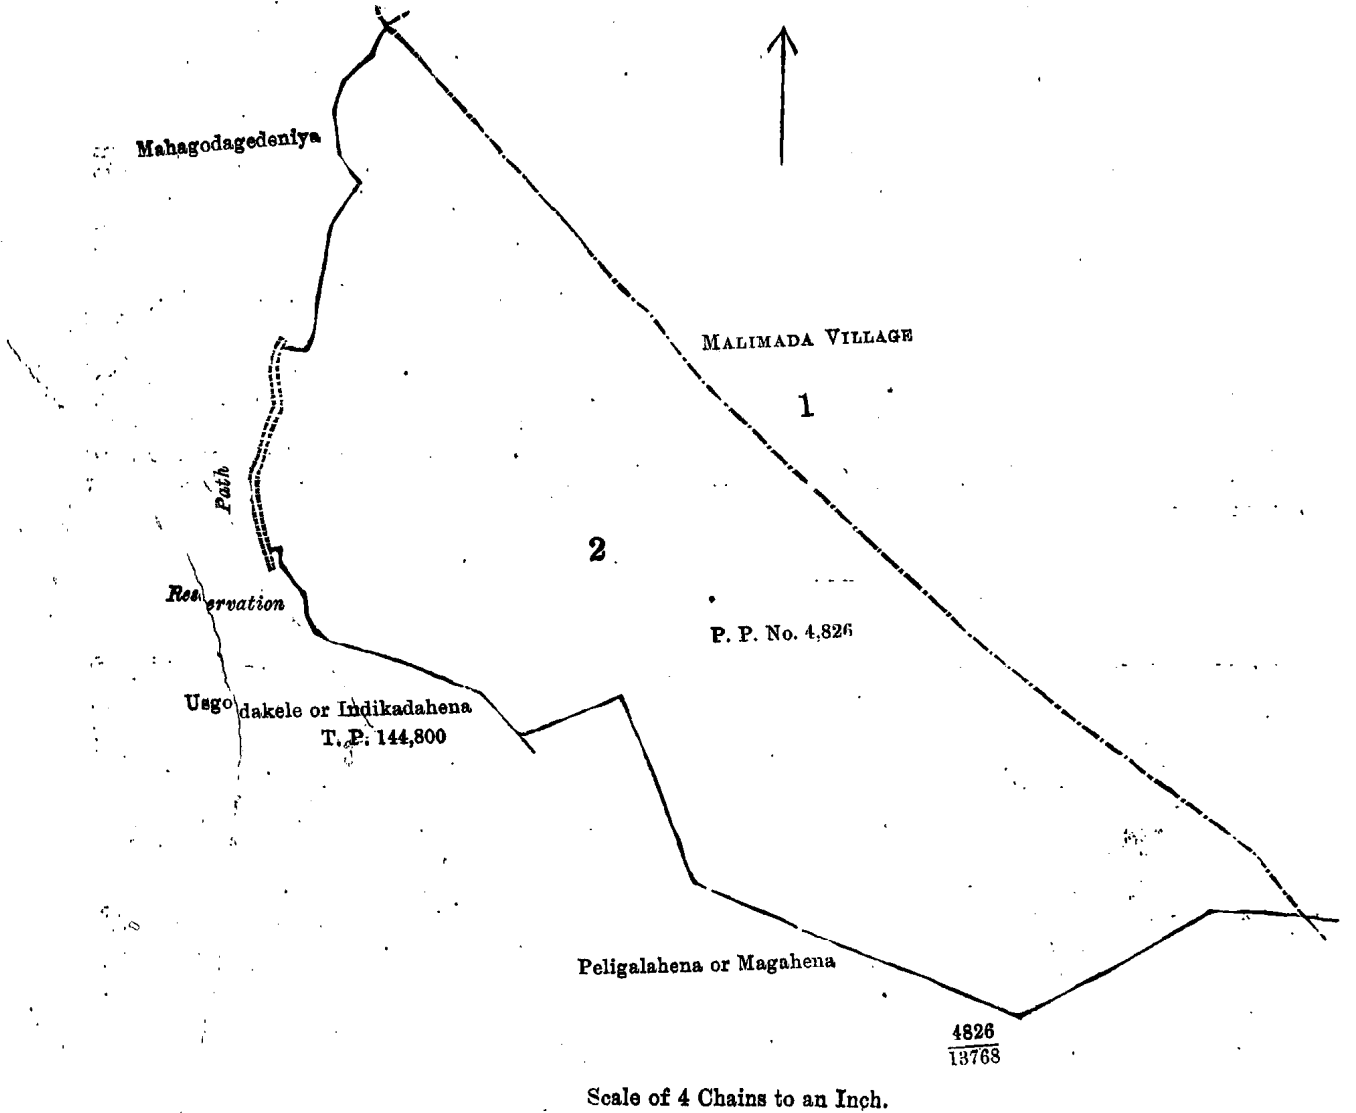 Mahagodagedeniya
MALIMADA VILLAGE
1
Path
2
Reservation
P. P. No. 4,826
Usgodakele or Indikadahena
T. P. 144,800
Peligalahena or Magahena
4826
13768
Scale of 4 Chains to an Inch.